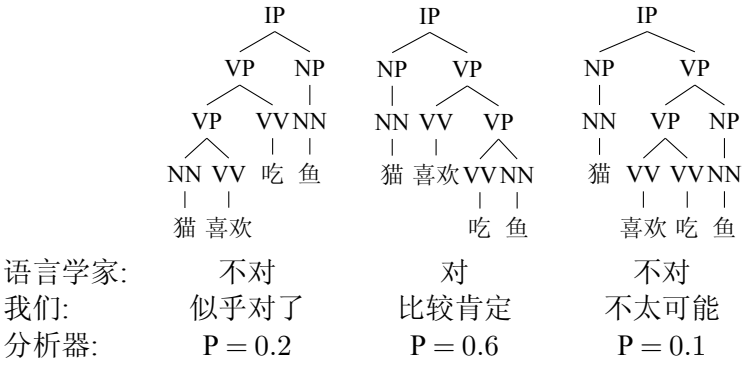 IP IP IP
VP NP NP VP NP VP
VP VV NN NN VV VP NN VP NP
NN VV 吃 鱼 猫 喜欢 VV NN 猫 VV VV NN
猫 喜欢 吃 鱼 喜欢 吃 鱼
语言学家: 不对 对 不对
我们: 似乎对了 比较肯定 不太可能
分析器: P = 0.2 P = 0.6 P = 0.1